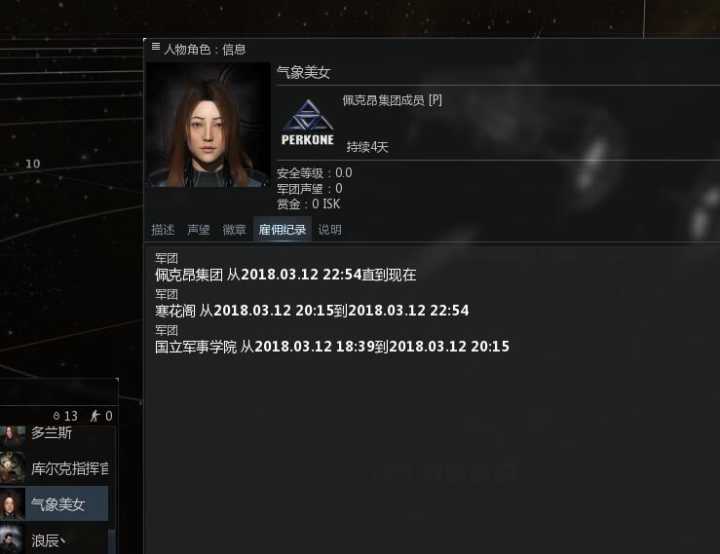 人物角色：信息
气象美女
佩克昂集团成员 [P]
PERKONE
持续4天
10
安全等级：0.0
军团声望：0
赏金：0 ISK
描述 声望 徽章 雇佣纪录 说明
军团
佩克昂集团 从2018.03.12 22:54直到现在
军团
寒花阁 从2018.03.12 20:15到2018.03.12 22:54
军团
国立军事学院 从2018.03.12 18:39到2018.03.12 20:15
13 0
多兰斯
库尔克指挥官
气象美女
浪辰丶